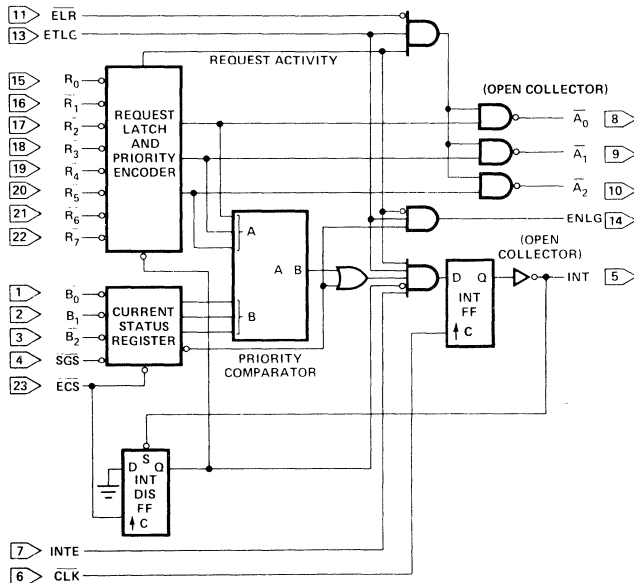 11 ELR
13 ETLG
REQUEST ACTIVITY
15 R0
16 R1
17 R2
18 R3
19 R4
20 R5
21 R6
22 R7
REQUEST
LATCH
AND
PRIORITY
ENCODER
(OPEN COLLECTOR)
A0 8
A1 9
A2 10
ENLG 14
(OPEN
COLLECTOR)
INT 5
A
A B
B
PRIORITY
COMPARATOR
D Q
INT
FF
C
1 B0
2 B1
3 B2
4 SGS
23 ECS
CURRENT
STATUS
REGISTER
S
D Q
INT
DIS
FF
C
7 INTE
6 CLK